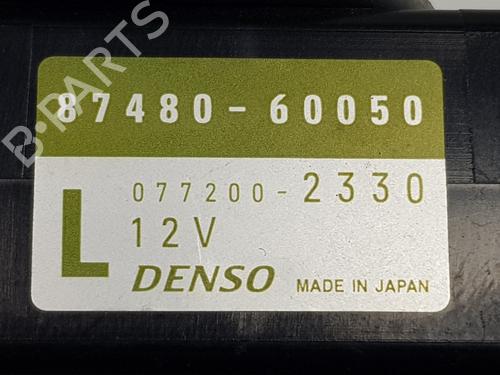 B-PARTS
87480-60050
L
077200-2330
12V
DENSO
MADE IN JAPAN